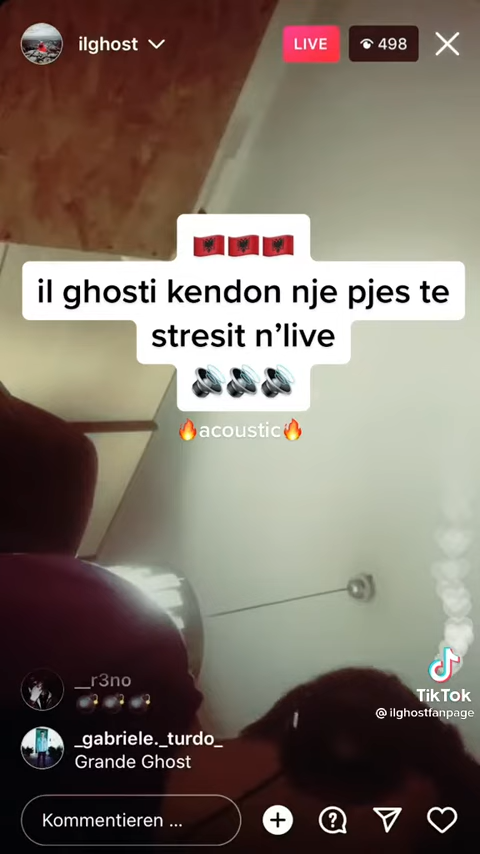 ilghost
LIVE
498
🇦🇱🇦🇱🇦🇱
il ghosti kendon nje pjes te
stresit n’live
🔊🔊🔊
🔥acoustic🔥
__r3no
💣💣💣
_gabriele._turdo_
Grande Ghost
TikTok
@ilghostfanpage
Kommentieren ...